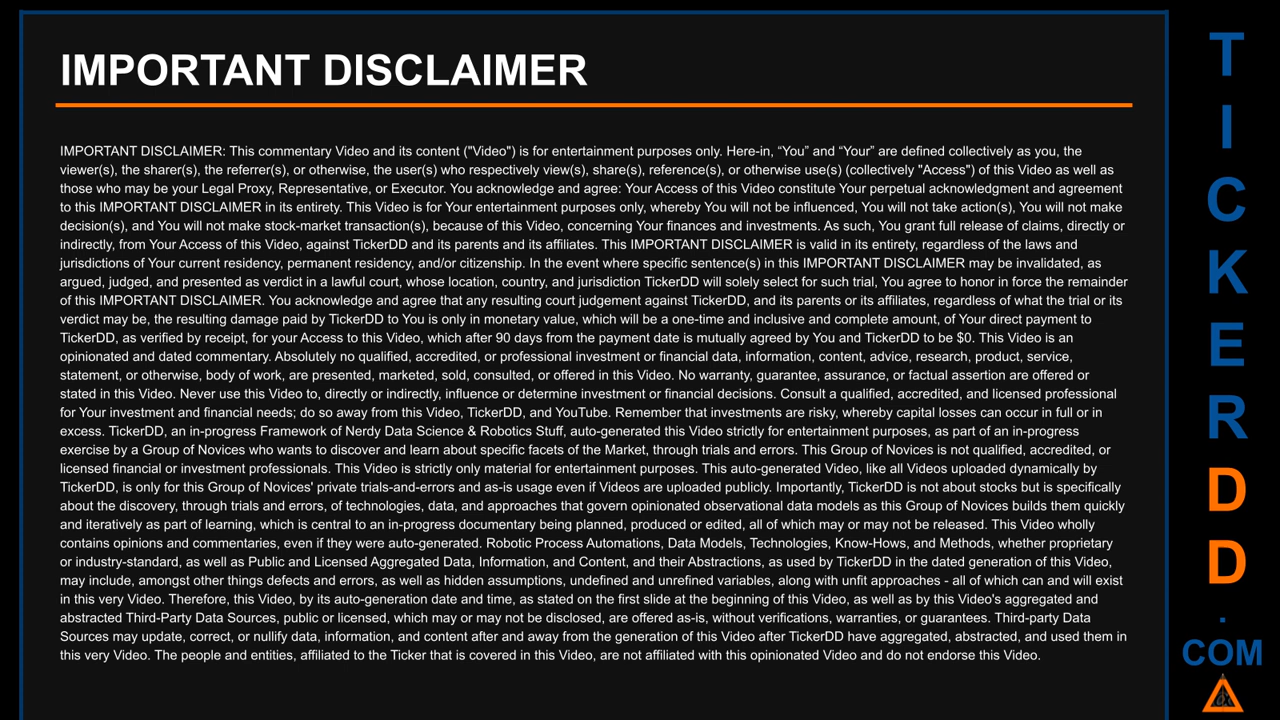 IMPORTANT DISCLAIMER
IMPORTANT DISCLAIMER: This commentary Video and its content ("Video") is for entertainment purposes only. Here-in, “You” and “Your” are defined collectively as you, the
viewer(s), the sharer(s), the referrer(s), or otherwise, the user(s) who respectively view(s), share(s), reference(s), or otherwise use(s) (collectively "Access") of this Video as well as
those who may be your Legal Proxy, Representative, or Executor. You acknowledge and agree: Your Access of this Video constitute Your perpetual acknowledgment and agreement
to this IMPORTANT DISCLAIMER in its entirety. This Video is for Your entertainment purposes only, whereby You will not be influenced, You will not take action(s), You will not make
decision(s), and You will not make stock-market transaction(s), because of this Video, concerning Your finances and investments. As such, You grant full release of claims, directly or
indirectly, from Your Access of this Video, against TickerDD and its parents and its affiliates. This IMPORTANT DISCLAIMER is valid in its entirety, regardless of the laws and
jurisdictions of Your current residency, permanent residency, and/or citizenship. In the event where specific sentence(s) in this IMPORTANT DISCLAIMER may be invalidated, as
argued, judged, and presented as verdict in a lawful court, whose location, country, and jurisdiction TickerDD will solely select for such trial, You agree to honor in force the remainder
of this IMPORTANT DISCLAIMER. You acknowledge and agree that any resulting court judgement against TickerDD, and its parents or its affiliates, regardless of what the trial or its
verdict may be, the resulting damage paid by TickerDD to You is only in monetary value, which will be a one-time and inclusive and complete amount, of Your direct payment to
TickerDD, as verified by receipt, for your Access to this Video, which after 90 days from the payment date is mutually agreed by You and TickerDD to be $0. This Video is an
opinionated and dated commentary. Absolutely no qualified, accredited, or professional investment or financial data, information, content, advice, research, product, service,
statement, or otherwise, body of work, are presented, marketed, sold, consulted, or offered in this Video. No warranty, guarantee, assurance, or factual assertion are offered or
stated in this Video. Never use this Video to, directly or indirectly, influence or determine investment or financial decisions. Consult a qualified, accredited, and licensed professional
for Your investment and financial needs; do so away from this Video, TickerDD, and YouTube. Remember that investments are risky, whereby capital losses can occur in full or in
excess. TickerDD, an in-progress Framework of Nerdy Data Science & Robotics Stuff, auto-generated this Video strictly for entertainment purposes, as part of an in-progress
exercise by a Group of Novices who wants to discover and learn about specific facets of the Market, through trials and errors. This Group of Novices is not qualified, accredited, or
licensed financial or investment professionals. This Video is strictly only material for entertainment purposes. This auto-generated Video, like all Videos uploaded dynamically by
TickerDD, is only for this Group of Novices' private trials-and-errors and as-is usage even if Videos are uploaded publicly. Importantly, TickerDD is not about stocks but is specifically
about the discovery, through trials and errors, of technologies, data, and approaches that govern opinionated observational data models as this Group of Novices builds them quickly
and iteratively as part of learning, which is central to an in-progress documentary being planned, produced or edited, all of which may or may not be released. This Video wholly
contains opinions and commentaries, even if they were auto-generated. Robotic Process Automations, Data Models, Technologies, Know-Hows, and Methods, whether proprietary
or industry-standard, as well as Public and Licensed Aggregated Data, Information, and Content, and their Abstractions, as used by TickerDD in the dated generation of this Video,
may include, amongst other things defects and errors, as well as hidden assumptions, undefined and unrefined variables, along with unfit approaches - all of which can and will exist
in this very Video. Therefore, this Video, by its auto-generation date and time, as stated on the first slide at the beginning of this Video, as well as by this Video's aggregated and
abstracted Third-Party Data Sources, public or licensed, which may or may not be disclosed, are offered as-is, without verifications, warranties, or guarantees. Third-party Data
Sources may update, correct, or nullify data, information, and content after and away from the generation of this Video after TickerDD have aggregated, abstracted, and used them in
this very Video. The people and entities, affiliated to the Ticker that is covered in this Video, are not affiliated with this opinionated Video and do not endorse this Video.
T
I
C
K
E
R
D
D
.
COM